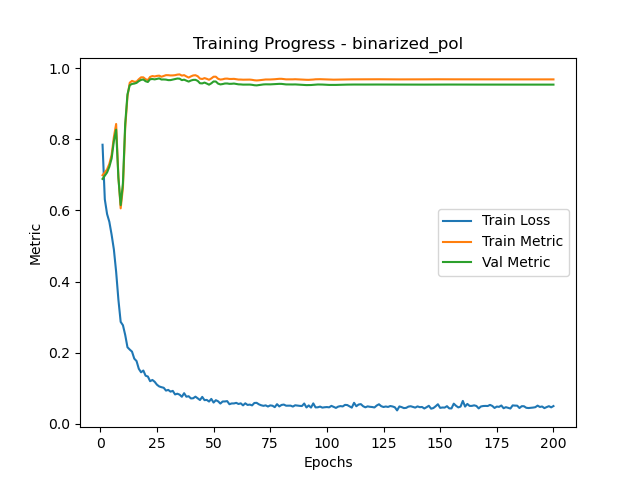 Training Progress - binarized_pol
1.0
0.8
0.6
0.4
0.2
0.0
Metric
Train Loss
Train Metric
Val Metric
0 25 50 75 100 125 150 175 200
Epochs